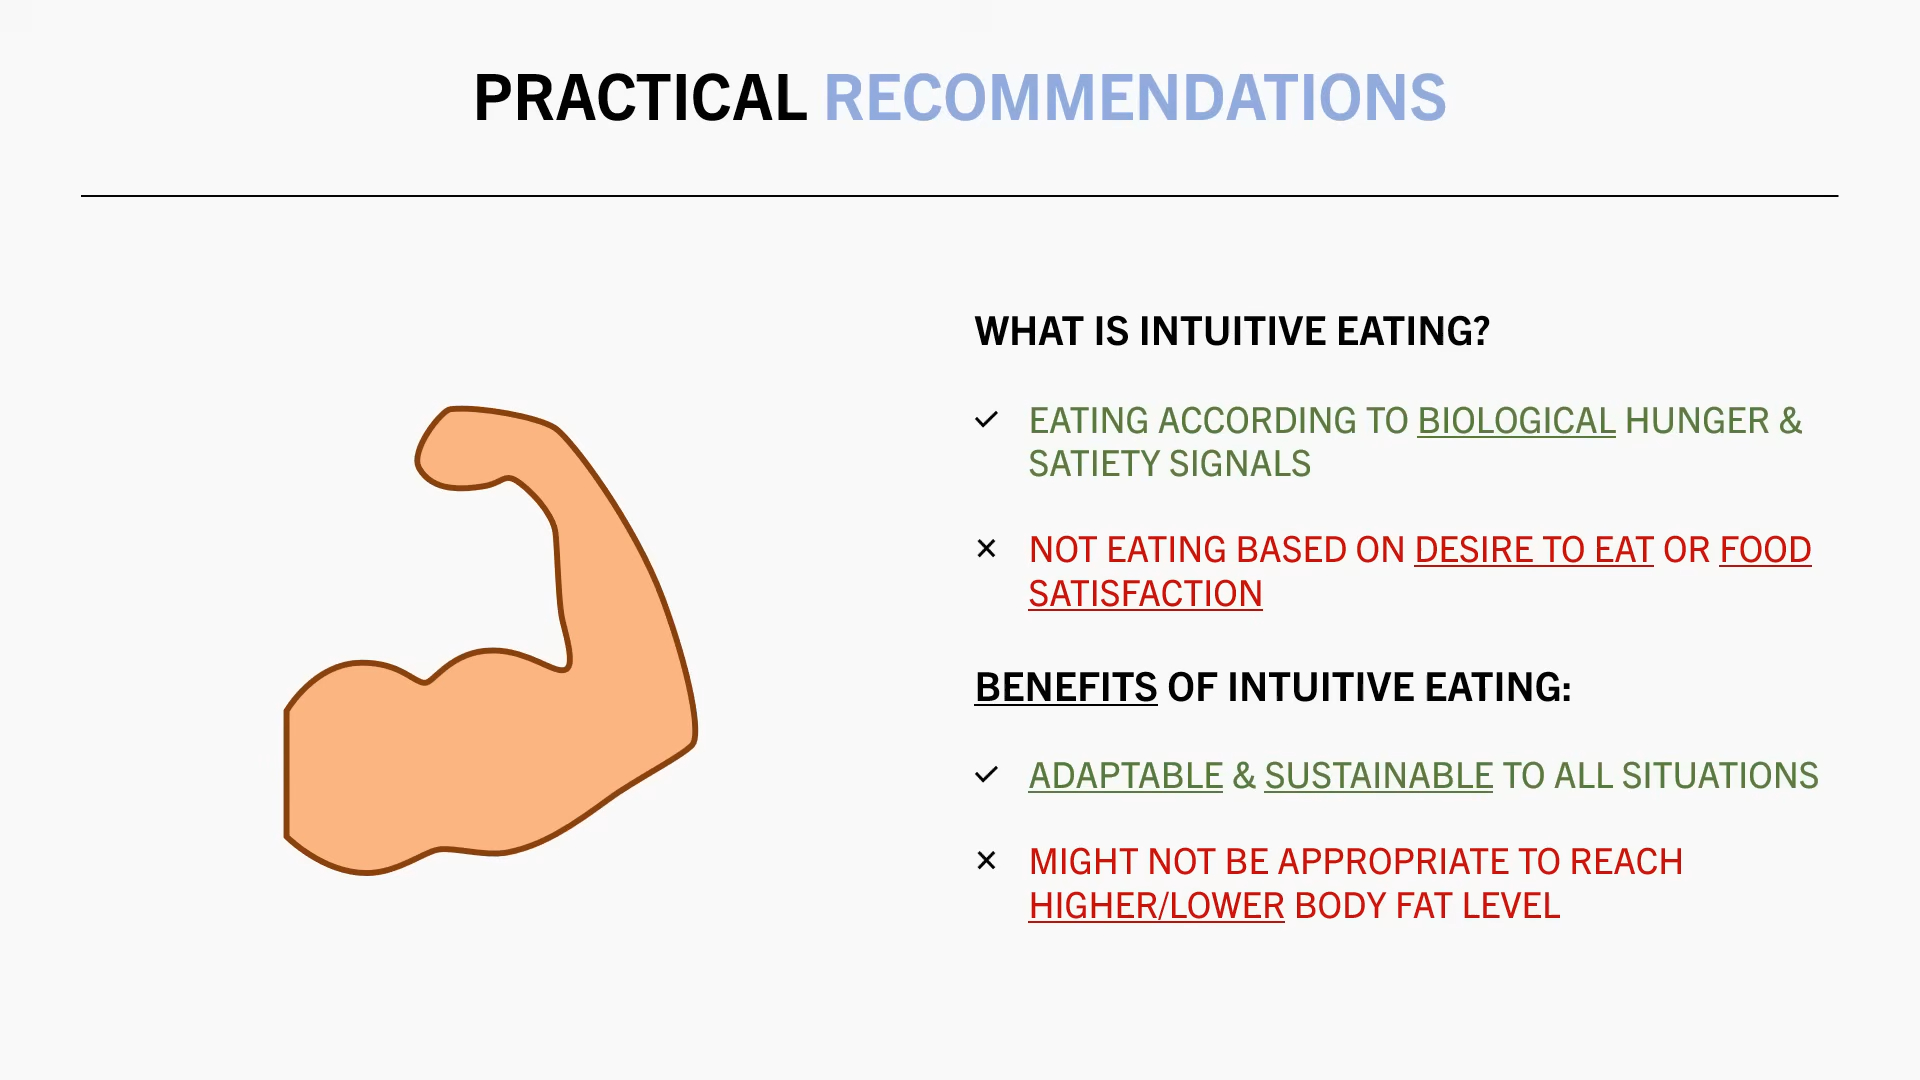 PRACTICAL RECOMMENDATIONS
WHAT IS INTUITIVE EATING?
✓ EATING ACCORDING TO BIOLOGICAL HUNGER &
SATIETY SIGNALS
✕ NOT EATING BASED ON DESIRE TO EAT OR FOOD
SATISFACTION
BENEFITS OF INTUITIVE EATING:
✓ ADAPTABLE & SUSTAINABLE TO ALL SITUATIONS
✕ MIGHT NOT BE APPROPRIATE TO REACH
HIGHER/LOWER BODY FAT LEVEL